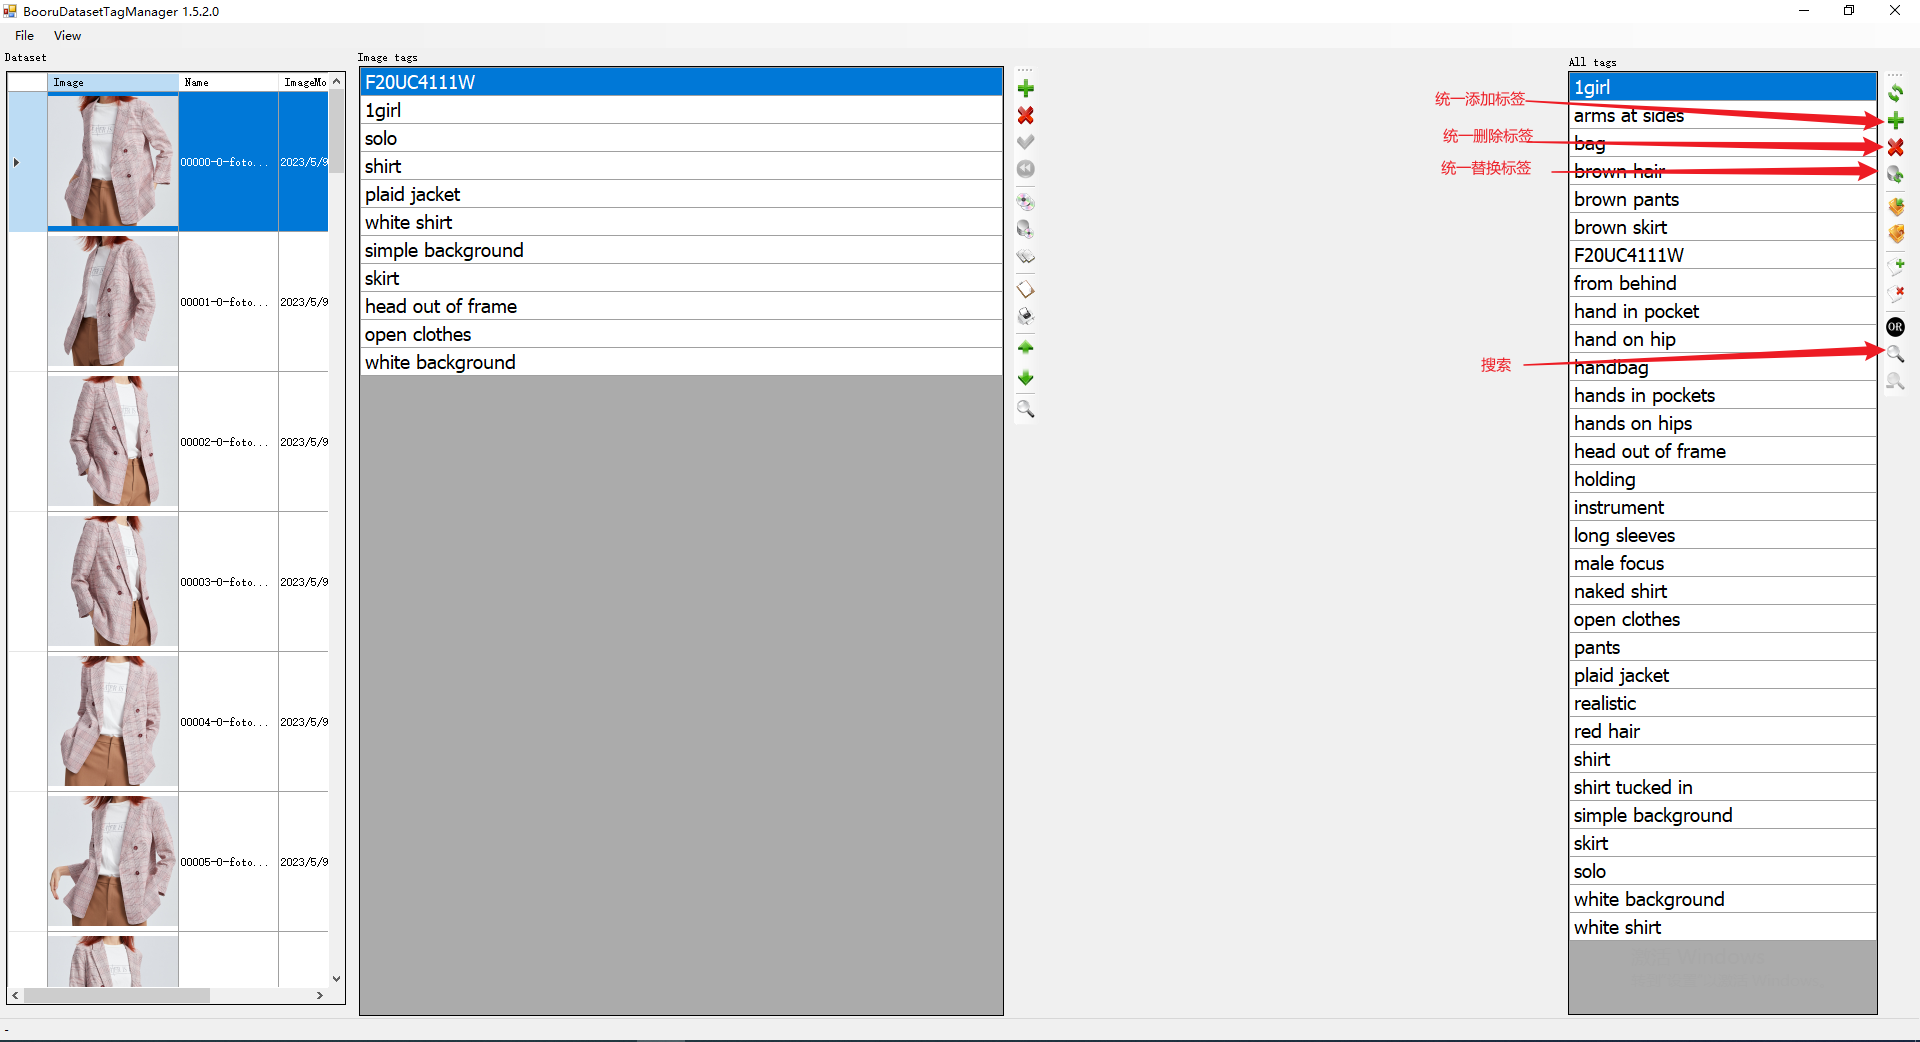 BooruDatasetTagManager 1.5.2.0
File View
Dataset
Image Name ImageMo
00000-0-foto... 2023/5/9
00001-0-foto... 2023/5/9
00002-0-foto... 2023/5/9
00003-0-foto... 2023/5/9
00004-0-foto... 2023/5/9
00005-0-foto... 2023/5/9
Image tags
F20UC4111W
1girl
solo
shirt
plaid jacket
white shirt
simple background
skirt
head out of frame
open clothes
white background
统一添加标签
统一删除标签
统一替换标签
搜索
All tags
1girl
arms at sides
bag
brown hair
brown pants
brown skirt
F20UC4111W
from behind
hand in pocket
hand on hip
handbag
hands in pockets
hands on hips
head out of frame
holding
instrument
long sleeves
male focus
naked shirt
open clothes
pants
plaid jacket
realistic
red hair
shirt
shirt tucked in
simple background
skirt
solo
white background
white shirt
OR
-